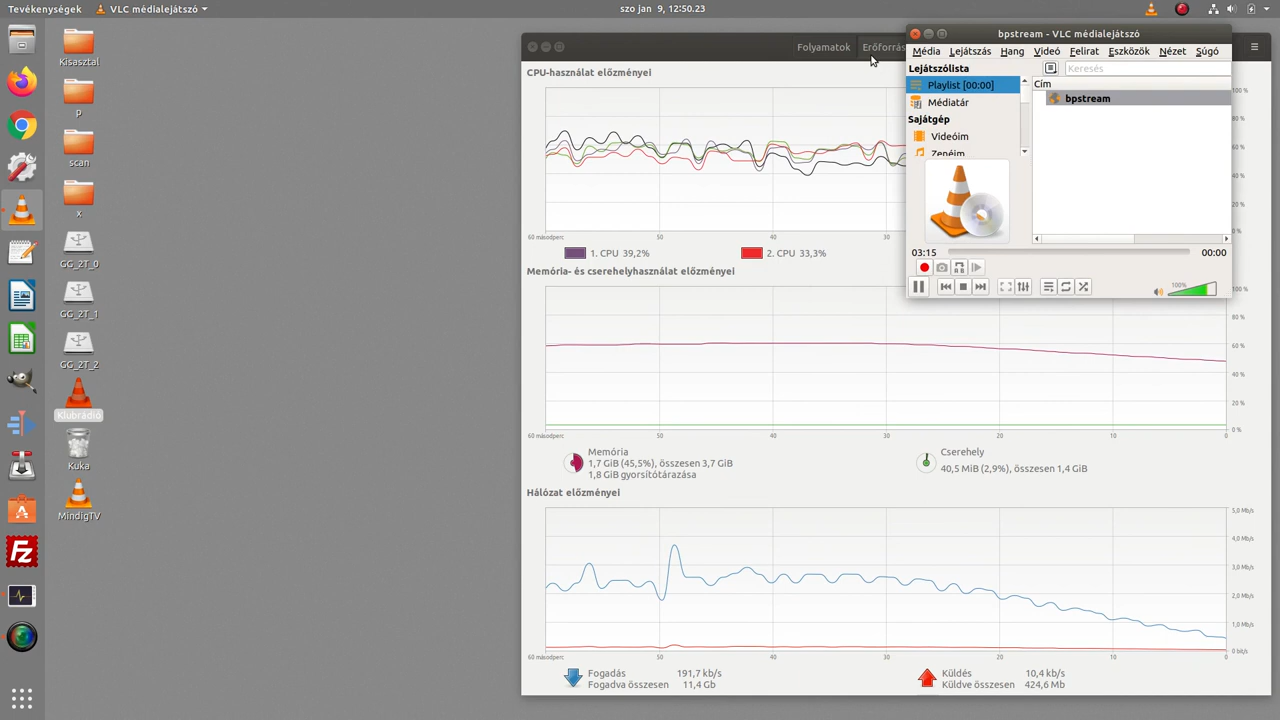 Tevékenységek
VLC médialejátszó
szo jan  9, 12:50.23
Kisasztal
p
scan
x
GG_2T_0
GG_2T_1
GG_2T_2
Klubrádió
Kuka
MindigTV
Folyamatok
Erőforrás
CPU-használat előzményei
100 %
80 %
60 %
40 %
20 %
60 másodperc
50
40
30
1. CPU 39,2%
2. CPU 33,3%
Memória- és cserehelyhasználat előzményei
100 %
80 %
60 %
40 %
20 %
0 %
60 másodperc
50
40
30
20
10
0
Memória
1,7 GiB (45,5%), összesen 3,7 GiB
1,8 GiB gyorsítótárazása
Cserehely
40,5 MiB (2,9%), összesen 1,4 GiB
Hálózat előzményei
5,0 Mb/s
4,0 Mb/s
3,0 Mb/s
2,0 Mb/s
1,0 Mb/s
0 bit/s
60 másodperc
50
40
30
20
10
0
Fogadás 191,7 kb/s
Fogadva összesen 11,4 Gb
Küldés 10,4 kb/s
Küldve összesen 424,6 Mb
bpstream - VLC médialejátszó
Média Lejátszás Hang Videó Felirat Eszközök Nézet Súgó
Lejátszólista
Keresés
Playlist [00:00]
Médiatár
Sajátgép
Videóim
Zenéim
Cím
bpstream
03:15
00:00
100%